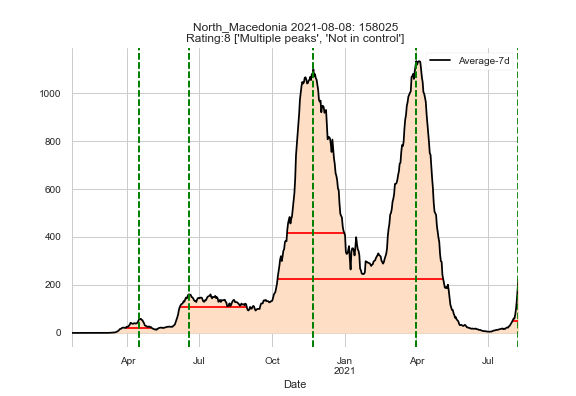 North_Macedonia 2021-08-08: 158025
Rating:8 ['Multiple peaks', 'Not in control']
Average-7d
1000
800
600
400
200
0
Apr Jul Oct Jan Apr Jul
2021
Date